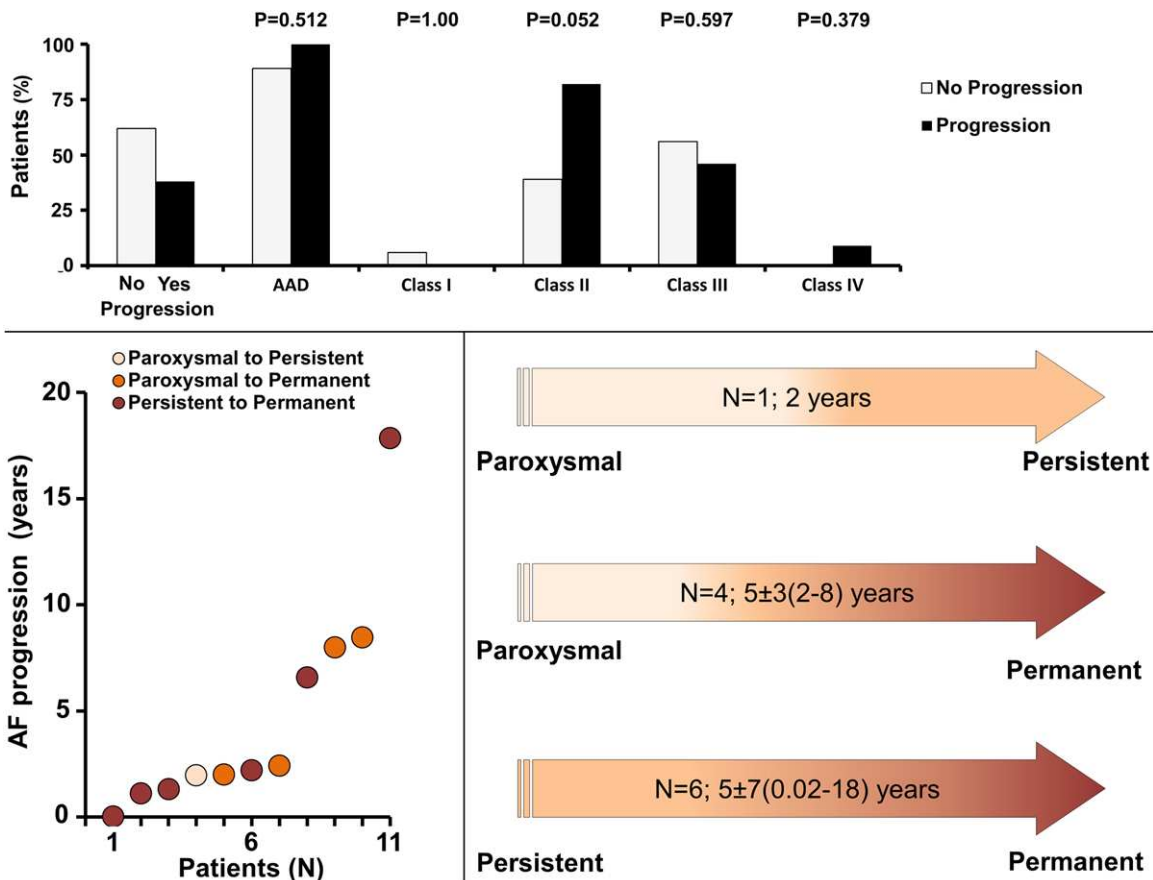 P=0.512 P=1.00 P=0.052 P=0.597 P=0.379
Patients (%)
100
75
50
25
0
No Yes
Progression
AAD
Class I
Class II
Class III
Class IV
No Progression
Progression
Paroxysmal to Persistent
Paroxysmal to Permanent
Persistent to Permanent
AF progression (years)
20
15
10
5
0
1 6 11
Patients (N)
N=1; 2 years
Paroxysmal Persistent
N=4; 5±3(2-8) years
Paroxysmal
Permanent
N=6; 5±7(0.02-18) years
Persistent Permanent